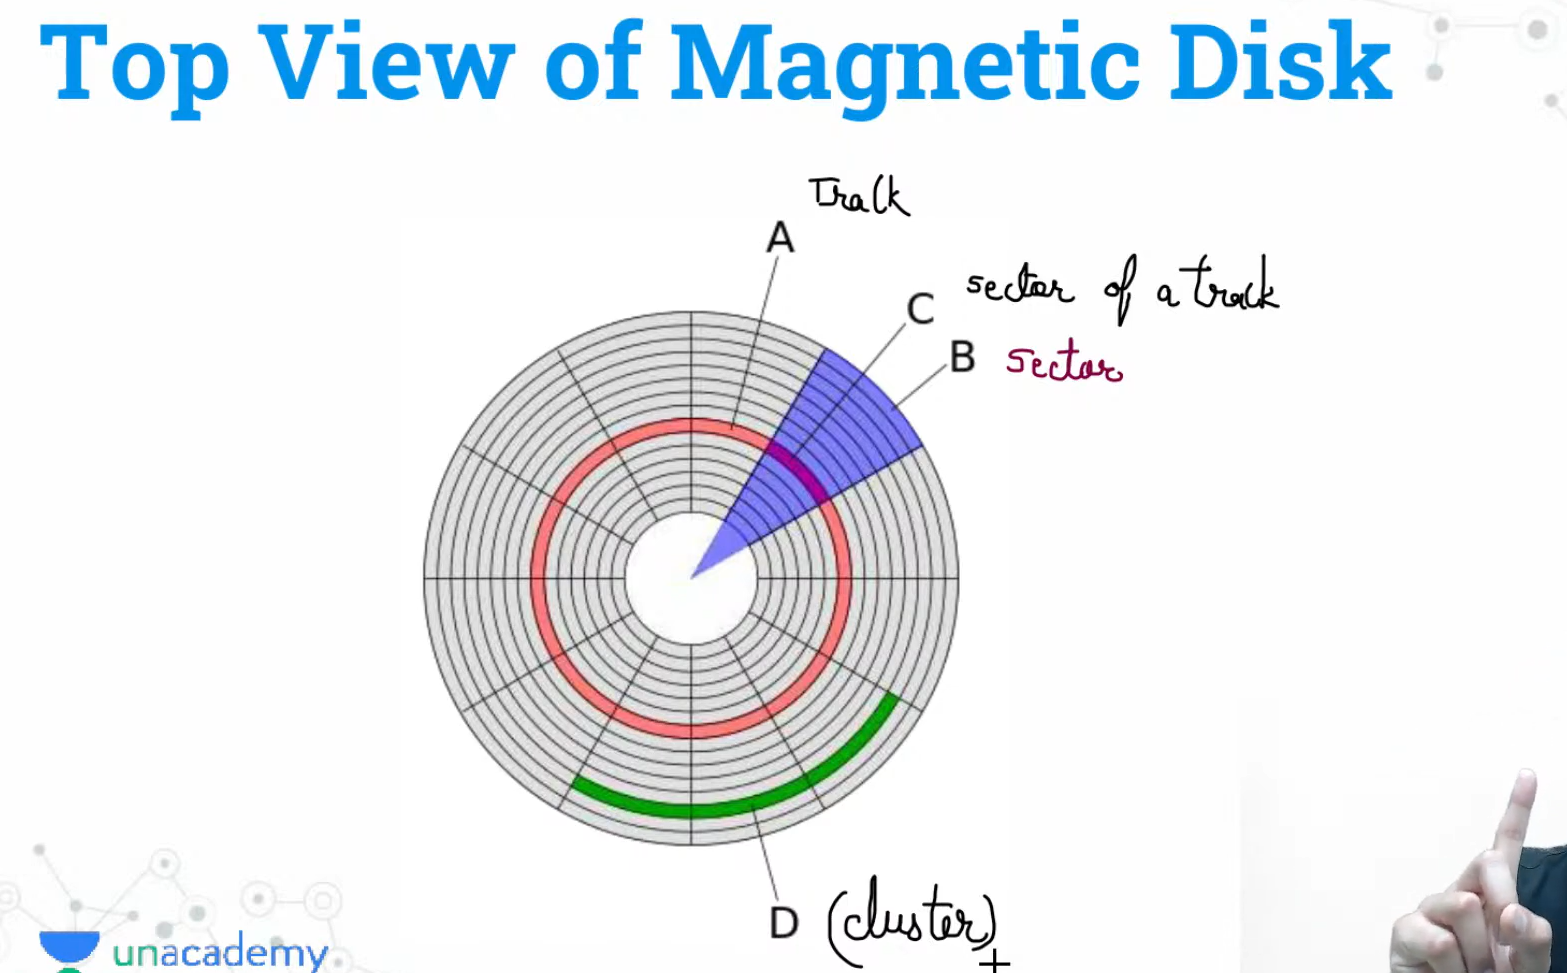 Top View of Magnetic Disk
Track
A
C sector of a track
B Sector
D (cluster)
unacademy